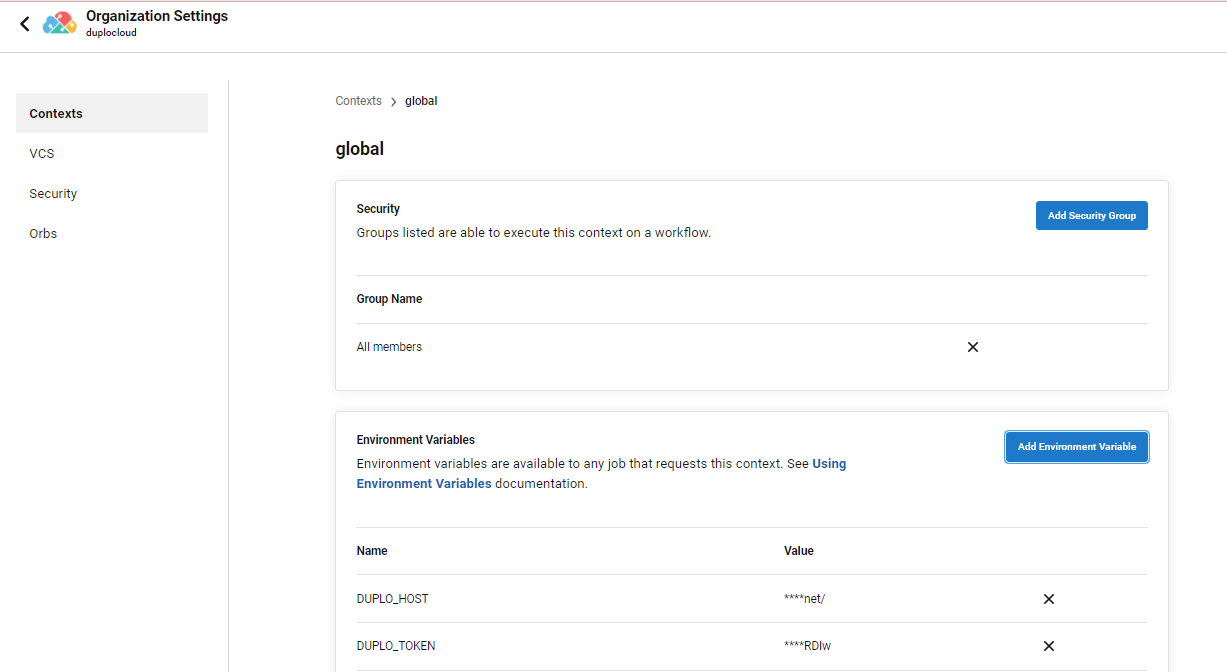 Organization Settings
duplocloud
Contexts
VCS
Security
Orbs
Contexts > global
global
Security
Add Security Group
Groups listed are able to execute this context on a workflow.
Group Name
All members
Environment Variables
Add Environment Variable
Environment variables are available to any job that requests this context. See Using
Environment Variables documentation.
Name Value
DUPLO_HOST ****net/
DUPLO_TOKEN ****RDlw